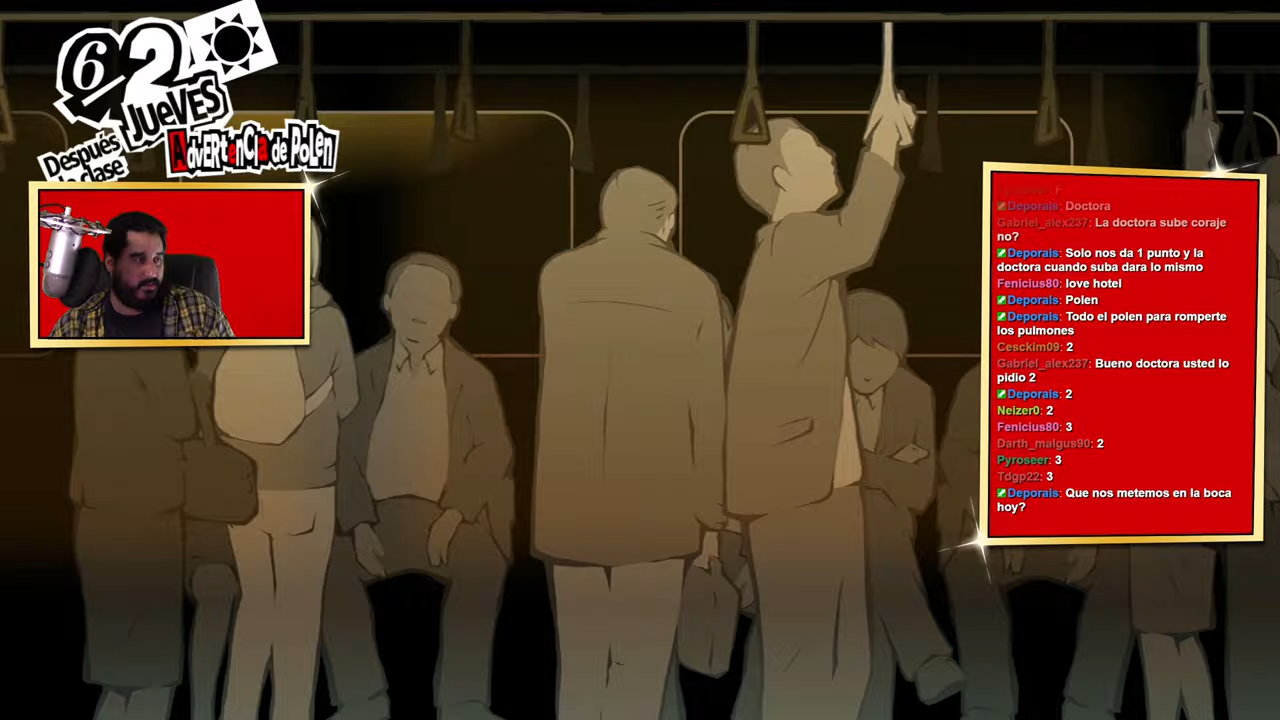 6/2
JUEVES
Después
de clase
Advertencia de Polen
F
Deporais: Doctora
Gabriel_alex237: La doctora sube coraje
no?
Deporais: Solo nos da 1 punto y la
doctora cuando suba dara lo mismo
Fenicius80: love hotel
Deporais: Polen
Deporais: Todo el polen para romperte
los pulmones
Cesckim09: 2
Gabriel_alex237: Bueno doctora usted lo
pidio 2
Deporais: 2
Neizer0: 2
Fenicius80: 3
Darth_malgus90: 2
Pyroseer: 3
Tdgp22: 3
Deporais: Que nos metemos en la boca
hoy?